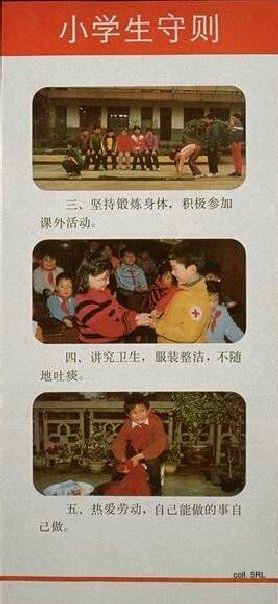 小学生守则
三、坚持锻炼身体，积极参加
课外活动。
四、讲究卫生，服装整洁，不随
地吐痰。
五、热爱劳动，自己能做的事自
己做。
coll. SRL